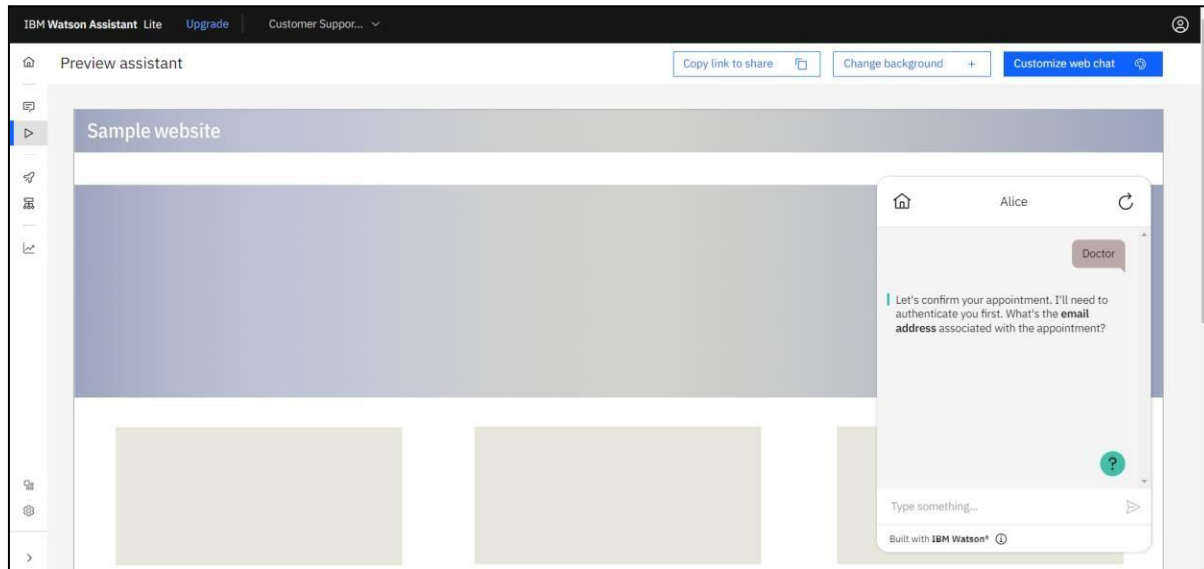 IBM Watson Assistant Lite Upgrade Customer Suppor...
Preview assistant
Copy link to share
Change background +
Customize web chat
Sample website
Alice
Doctor
Let's confirm your appointment. I'll need to
authenticate you first. What's the email
address associated with the appointment?
?
Type something...
Built with IBM Watson®